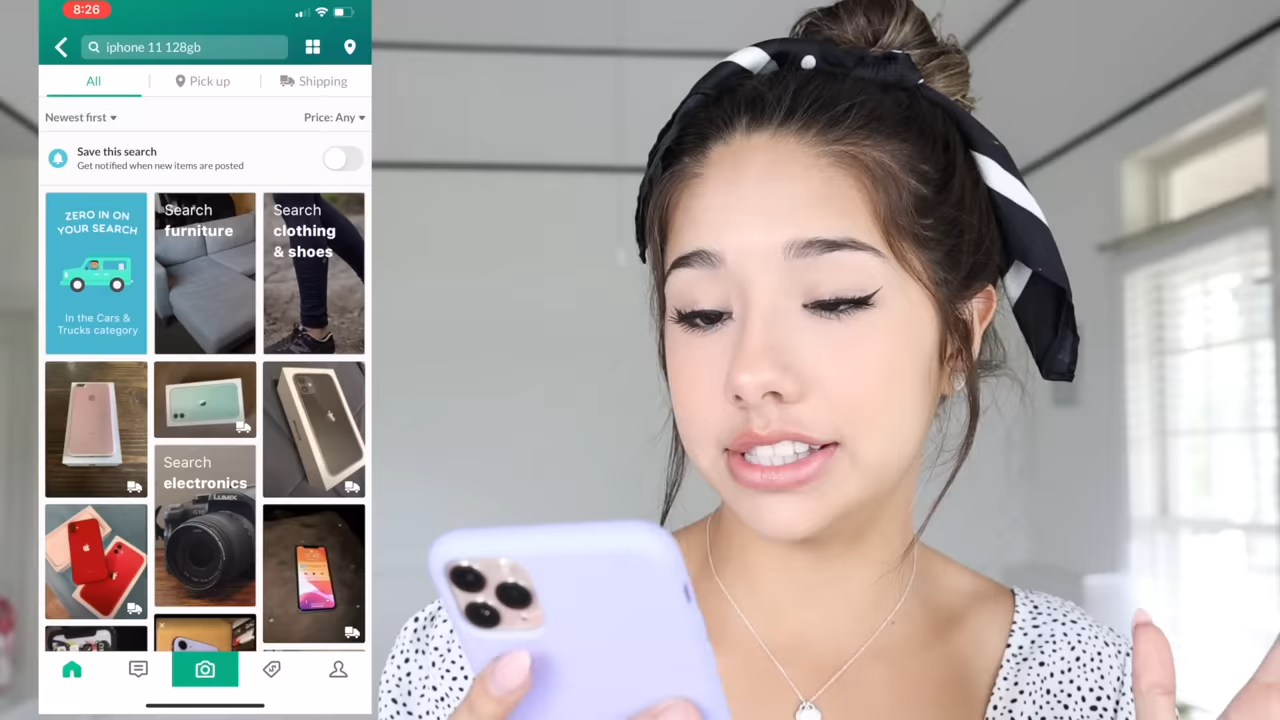 8:26
iphone 11 128gb
All
Pick up
Shipping
Newest first
Price: Any
Save this search
Get notified when new items are posted
ZERO IN ON
YOUR SEARCH
In the Cars &
Trucks category
Search
furniture
Search
clothing
& shoes
Search
electronics
LUMIX